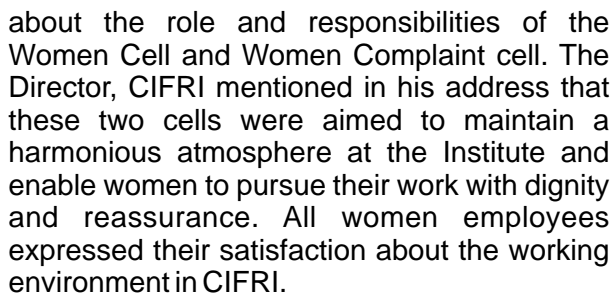 about the role and responsibilities of the
Women Cell and Women Complaint cell. The
Director, CIFRI mentioned in his address that
these two cells were aimed to maintain a
harmonious atmosphere at the Institute and
enable women to pursue their work with dignity
and reassurance. All women employees
expressed their satisfaction about the working
environment in CIFRI.